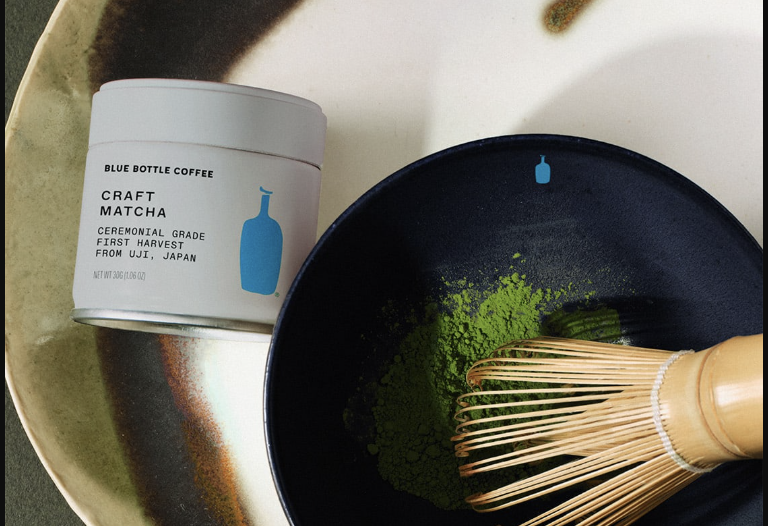 BLUE BOTTLE COFFEE
CRAFT
MATCHA
CEREMONIAL GRADE
FIRST HARVEST
FROM UJI, JAPAN
NET WT 30G (1.06 OZ)